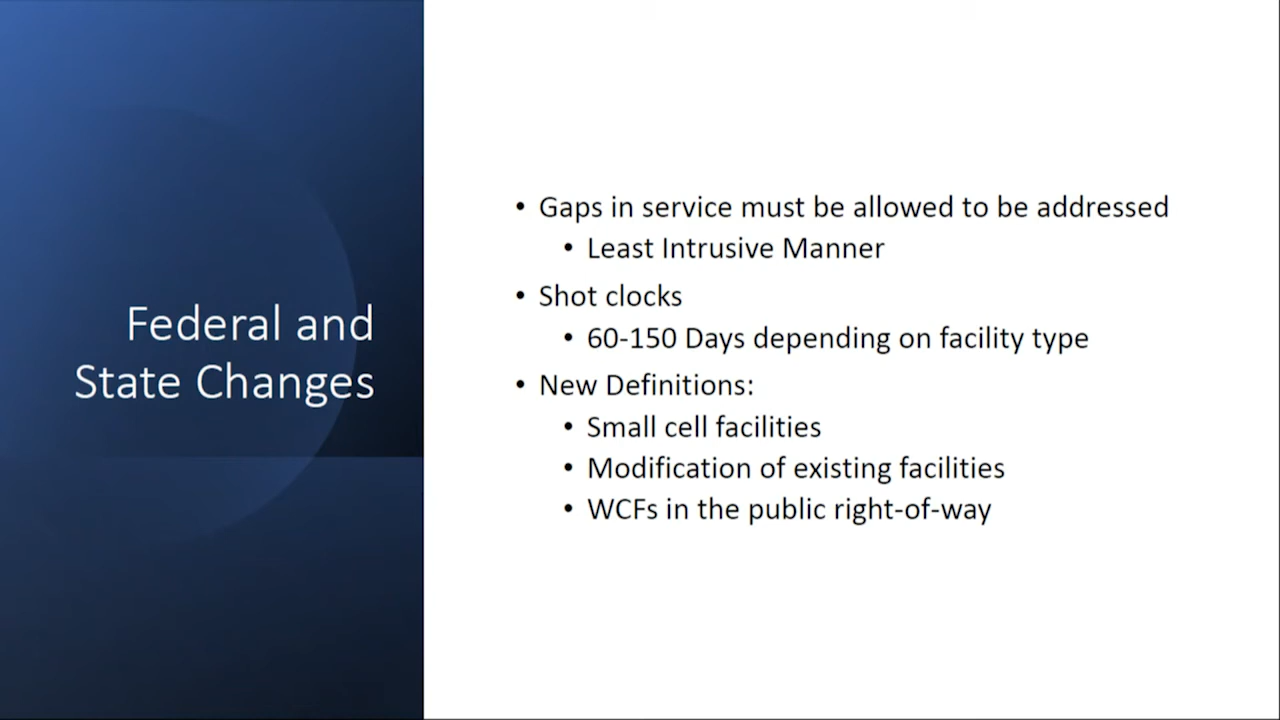 Federal and
State Changes
• Gaps in service must be allowed to be addressed
• Least Intrusive Manner
• Shot clocks
• 60-150 Days depending on facility type
• New Definitions:
• Small cell facilities
• Modification of existing facilities
• WCFs in the public right-of-way